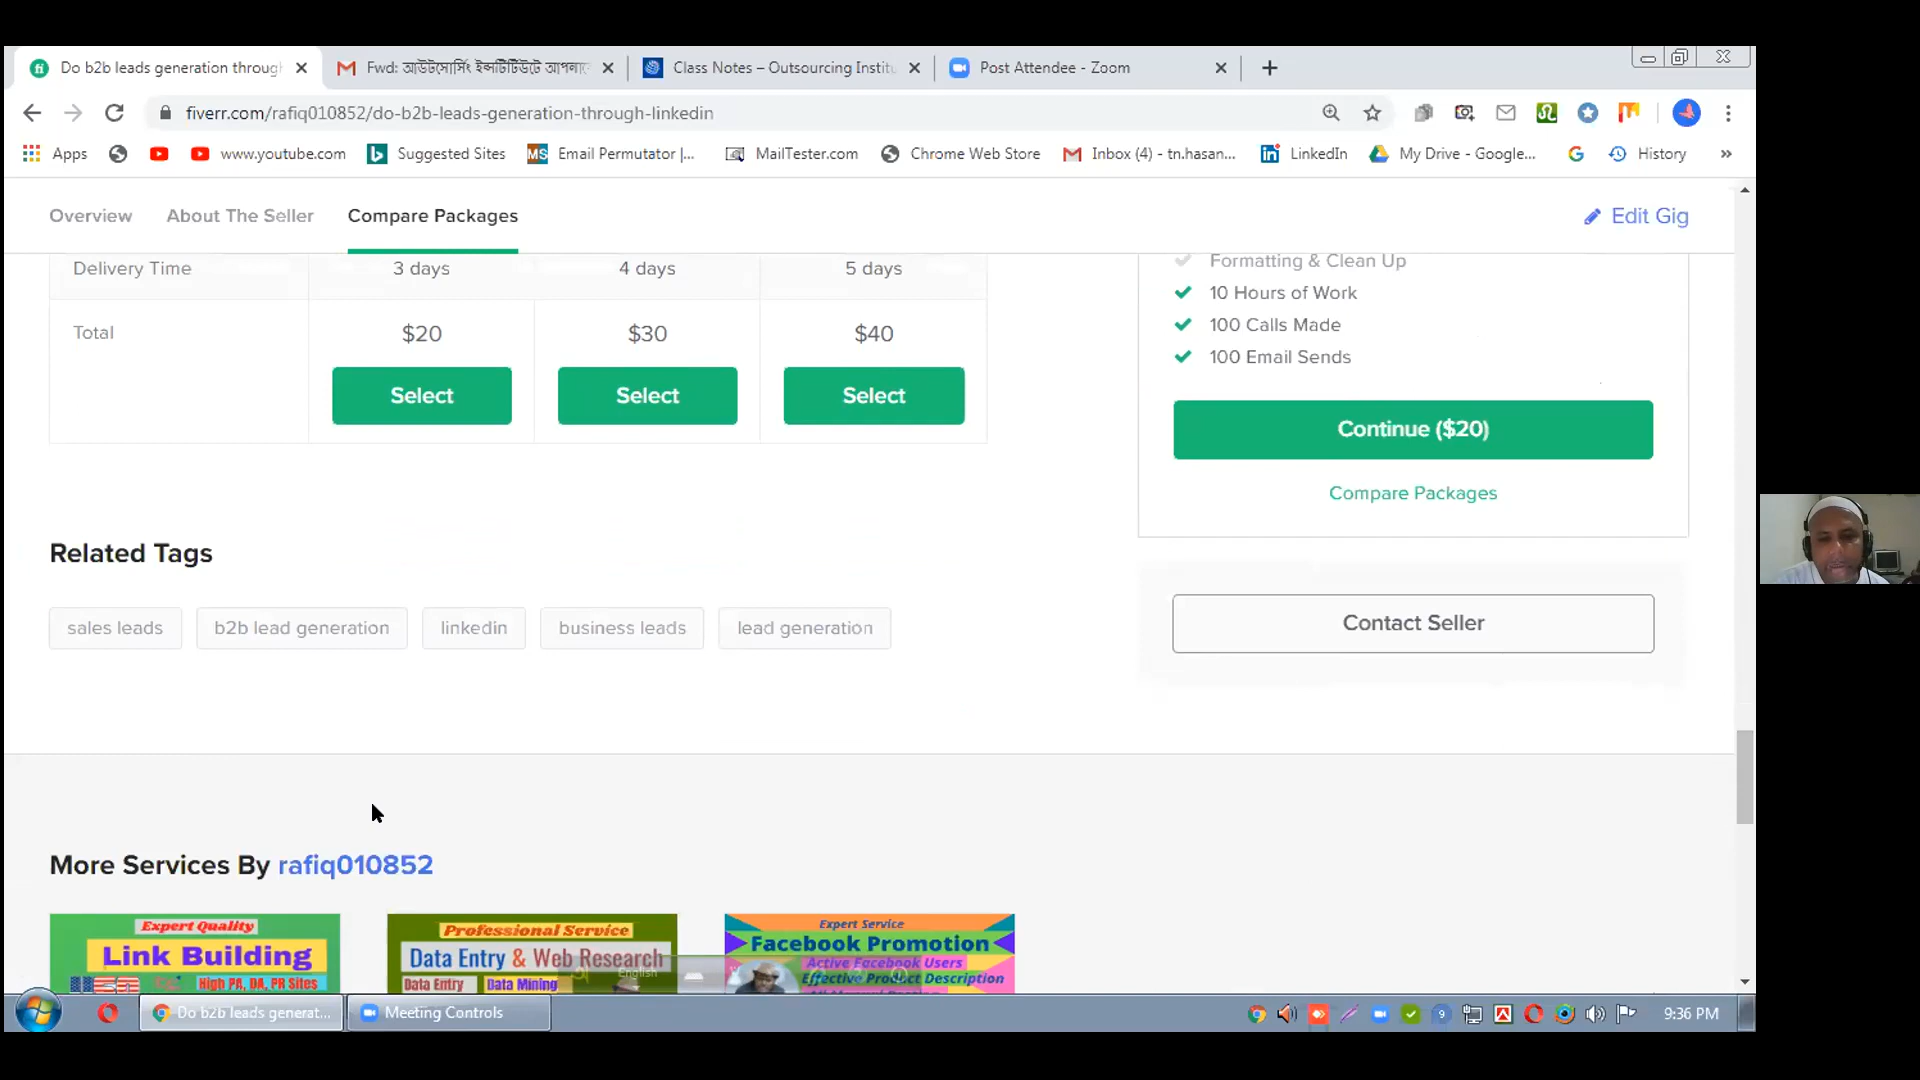 Do b2b leads generation throug
Fwd: আউটসোর্সিং ইন্সটিটিউটে আপনা
Class Notes – Outsourcing Institu
Post Attendee - Zoom
fiverr.com/rafiq010852/do-b2b-leads-generation-through-linkedin
Apps
www.youtube.com
Suggested Sites
MS
Email Permutator |...
MailTester.com
Chrome Web Store
Inbox (4) - tn.hasan...
LinkedIn
My Drive - Google...
History
»
Overview
About The Seller
Compare Packages
Edit Gig
Delivery Time
3 days
4 days
5 days
Total
$20
$30
$40
Select
Select
Select
Formatting & Clean Up
10 Hours of Work
100 Calls Made
100 Email Sends
Continue ($20)
Compare Packages
Contact Seller
Related Tags
sales leads
b2b lead generation
linkedin
business leads
lead generation
More Services By rafiq010852
Expert Quality
Link Building
High PA, DA, PR Sites
Professional Service
Data Entry & Web Research
Data Entry
Data Mining
English
Expert Service
Facebook Promotion
Active Facebook Users
Effective Product Description
Do b2b leads generat...
Meeting Controls
9:36 PM